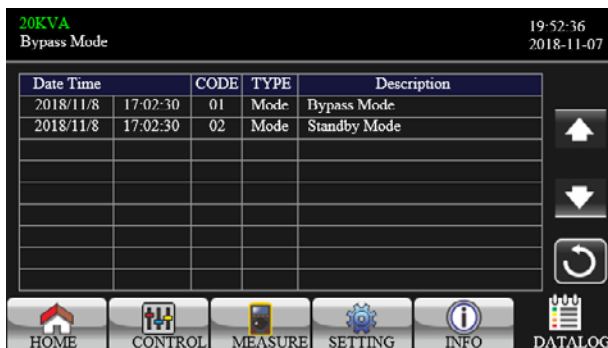 20KVA 19:52:36
Bypass Mode 2018-11-07
Date Time CODE TYPE Description
2018/11/8 17:02:30 01 Mode Bypass Mode
2018/11/8 17:02:30 02 Mode Standby Mode
HOME CONTROL MEASURE SETTING INFO DATALOG